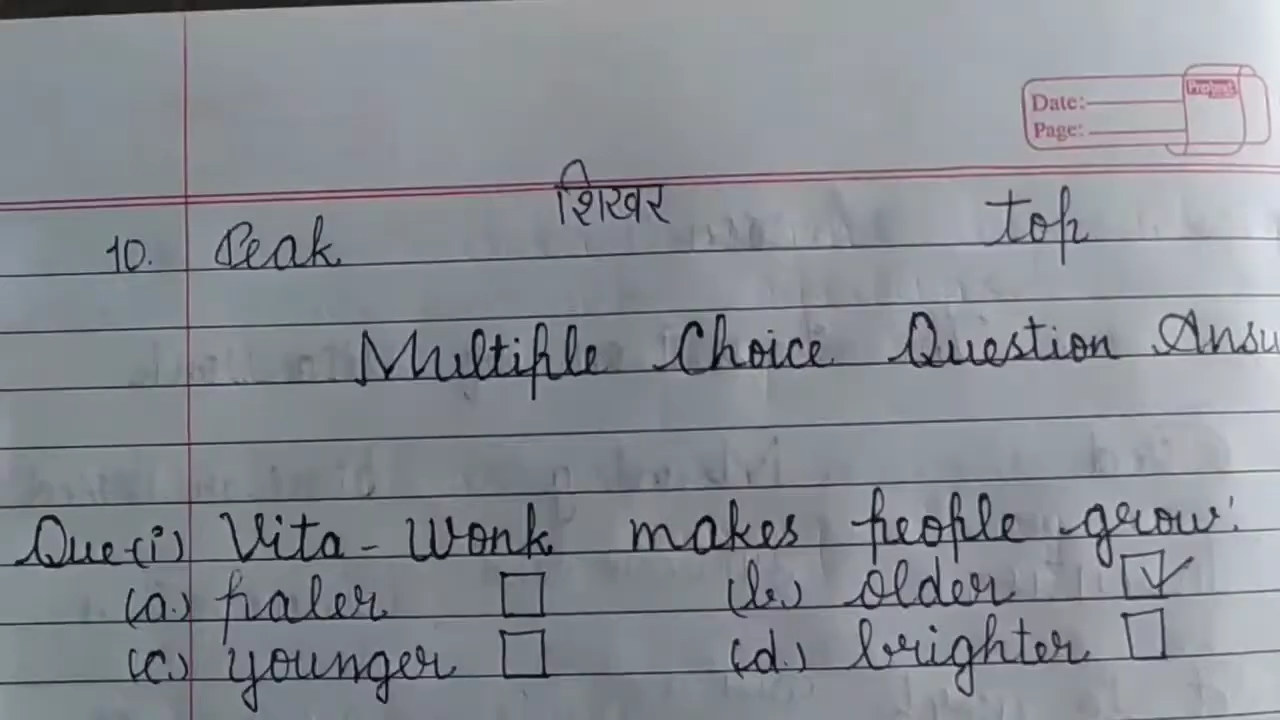 Project
Date:
Page:
10. Peak शिखर top
Multiple Choice Question
Que(i) Vita-Wonk makes people grow:
(a.) paler (b.) older
(c.) younger (d.) brighter